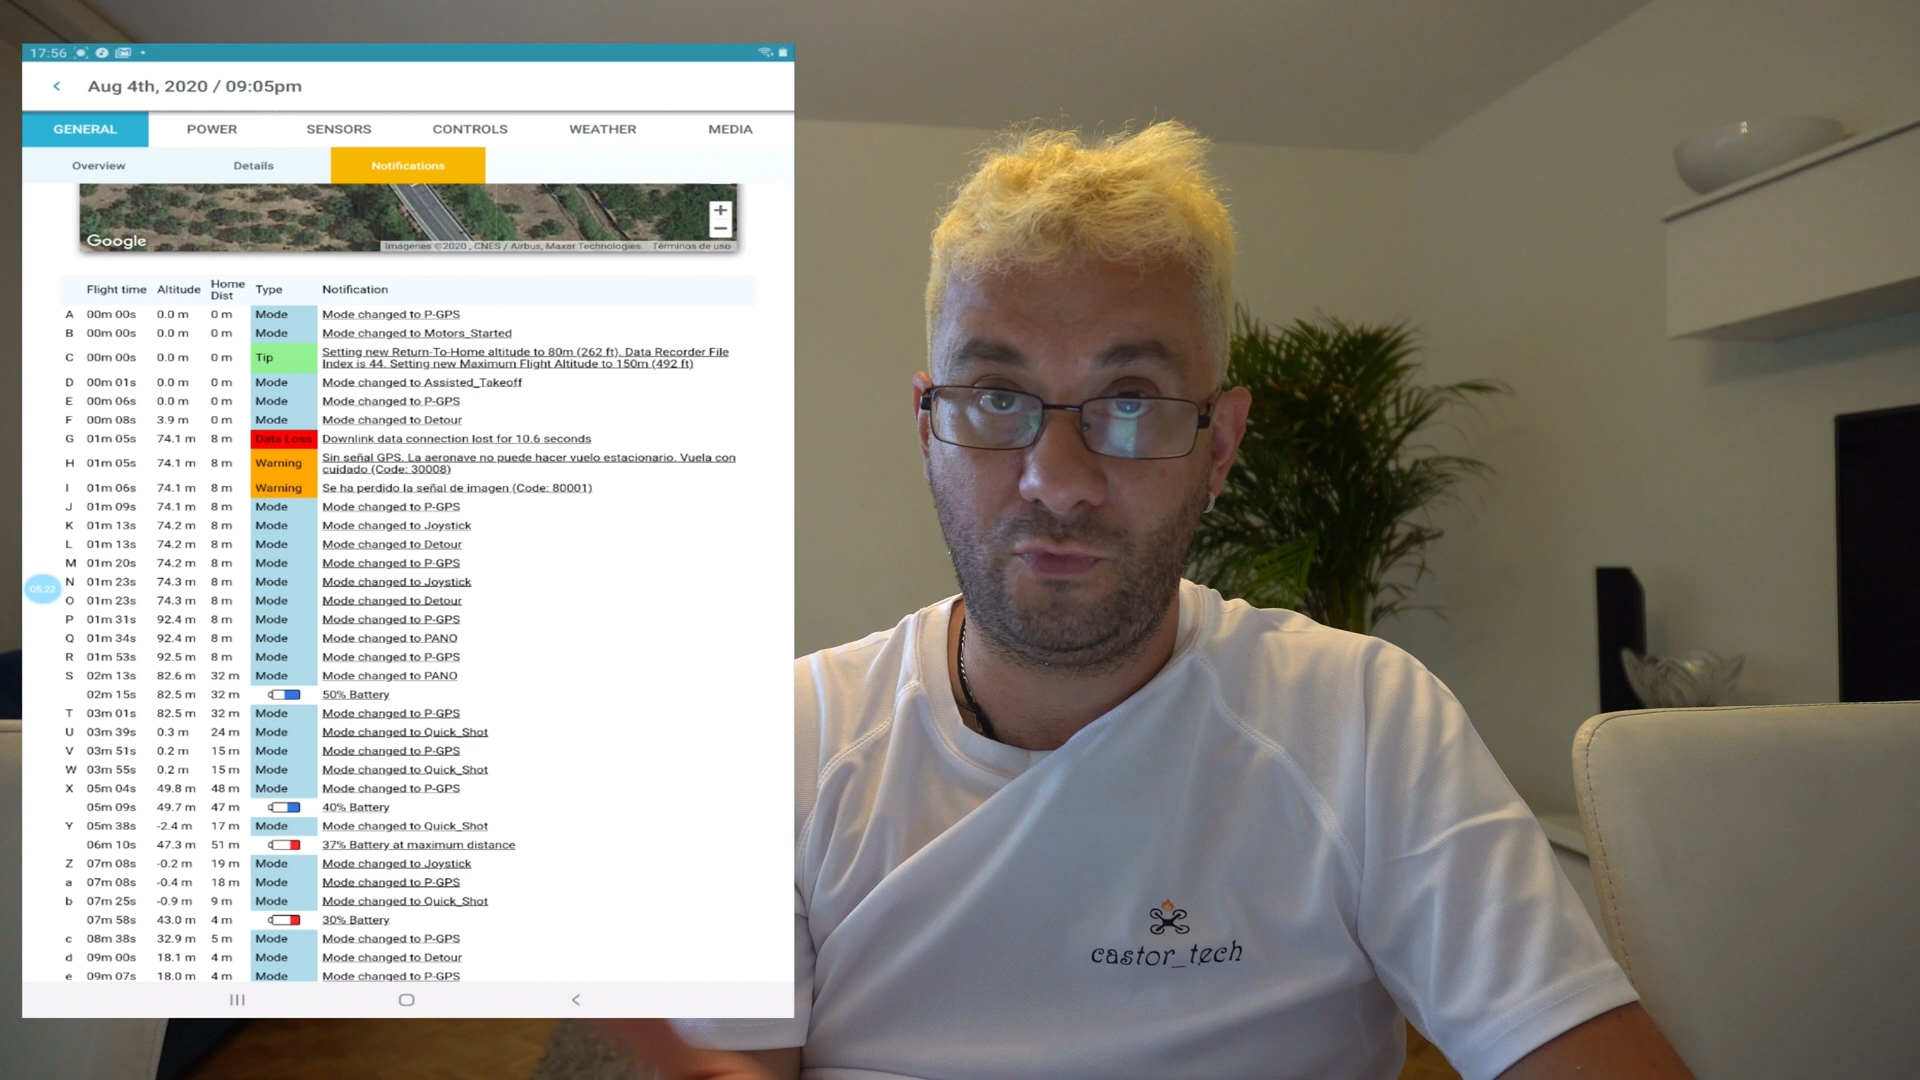 17:56
Aug 4th, 2020 / 09:05pm
GENERAL POWER SENSORS CONTROLS WEATHER MEDIA
Overview Details Notifications
Google
Imágenes ©2020 , CNES / Airbus, Maxar Technologies Términos de uso
Flight time Altitude Home Dist Type Notification
A 00m 00s 0.0 m 0 m Mode Mode changed to P-GPS
B 00m 00s 0.0 m 0 m Mode Mode changed to Motors_Started
C 00m 00s 0.0 m 0 m Tip Setting new Return-To-Home altitude to 80m (262 ft). Data Recorder File
Index is 44. Setting new Maximum Flight Altitude to 150m (492 ft)
D 00m 01s 0.0 m 0 m Mode Mode changed to Assisted_Takeoff
E 00m 06s 0.0 m 0 m Mode Mode changed to P-GPS
F 00m 08s 3.9 m 0 m Mode Mode changed to Detour
G 01m 05s 74.1 m 8 m Data Loss Downlink data connection lost for 10.6 seconds
H 01m 05s 74.1 m 8 m Warning Sin señal GPS. La aeronave no puede hacer vuelo estacionario. Vuela con
cuidado (Code: 30008)
I 01m 06s 74.1 m 8 m Warning Se ha perdido la señal de imagen (Code: 80001)
J 01m 09s 74.1 m 8 m Mode Mode changed to P-GPS
K 01m 13s 74.2 m 8 m Mode Mode changed to Joystick
L 01m 13s 74.2 m 8 m Mode Mode changed to Detour
M 01m 20s 74.2 m 8 m Mode Mode changed to P-GPS
N 01m 23s 74.3 m 8 m Mode Mode changed to Joystick
05:22
O 01m 23s 74.3 m 8 m Mode Mode changed to Detour
P 01m 31s 92.4 m 8 m Mode Mode changed to P-GPS
Q 01m 34s 92.4 m 8 m Mode Mode changed to PANO
R 01m 53s 92.5 m 8 m Mode Mode changed to P-GPS
S 02m 13s 82.6 m 32 m Mode Mode changed to PANO
02m 15s 82.5 m 32 m 50% Battery
T 03m 01s 82.5 m 32 m Mode Mode changed to P-GPS
U 03m 39s 0.3 m 24 m Mode Mode changed to Quick_Shot
V 03m 51s 0.2 m 15 m Mode Mode changed to P-GPS
W 03m 55s 0.2 m 15 m Mode Mode changed to Quick_Shot
X 05m 04s 49.8 m 48 m Mode Mode changed to P-GPS
05m 09s 49.7 m 47 m 40% Battery
Y 05m 38s -2.4 m 17 m Mode Mode changed to Quick_Shot
06m 10s 47.3 m 51 m 37% Battery at maximum distance
Z 07m 08s -0.2 m 19 m Mode Mode changed to Joystick
a 07m 08s -0.4 m 18 m Mode Mode changed to P-GPS
b 07m 25s -0.9 m 9 m Mode Mode changed to Quick_Shot
07m 58s 43.0 m 4 m 30% Battery
c 08m 38s 32.9 m 5 m Mode Mode changed to P-GPS
d 09m 00s 18.1 m 4 m Mode Mode changed to Detour
e 09m 07s 18.0 m 4 m Mode Mode changed to P-GPS
castor_tech